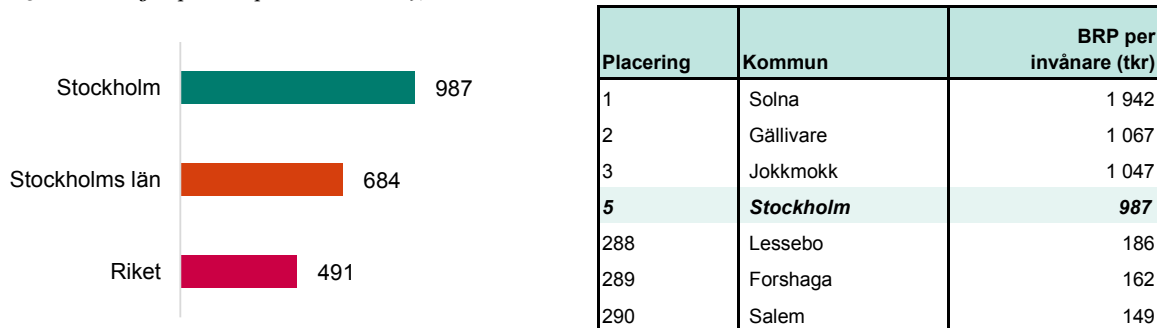 Stockholm 987
Stockholms län 684
Riket 491
Placering Kommun BRP per invånare (tkr)
1 Solna 1 942
2 Gällivare 1 067
3 Jokkmokk 1 047
5 Stockholm 987
288 Lessebo 186
289 Forshaga 162
290 Salem 149